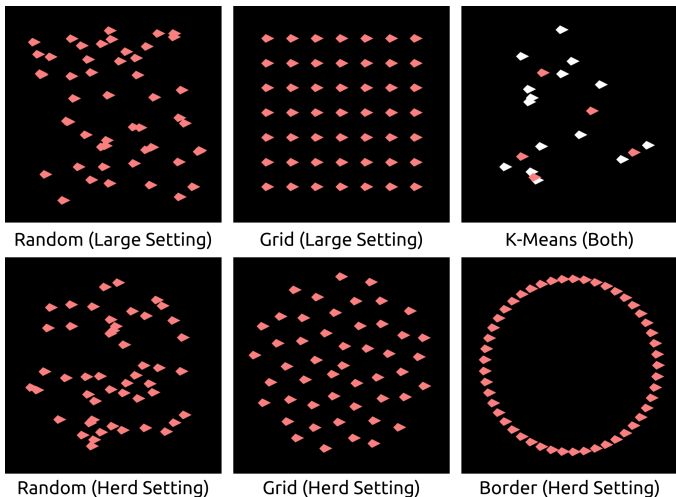 Random (Large Setting)
Grid (Large Setting)
K-Means (Both)
Random (Herd Setting)
Grid (Herd Setting)
Border (Herd Setting)